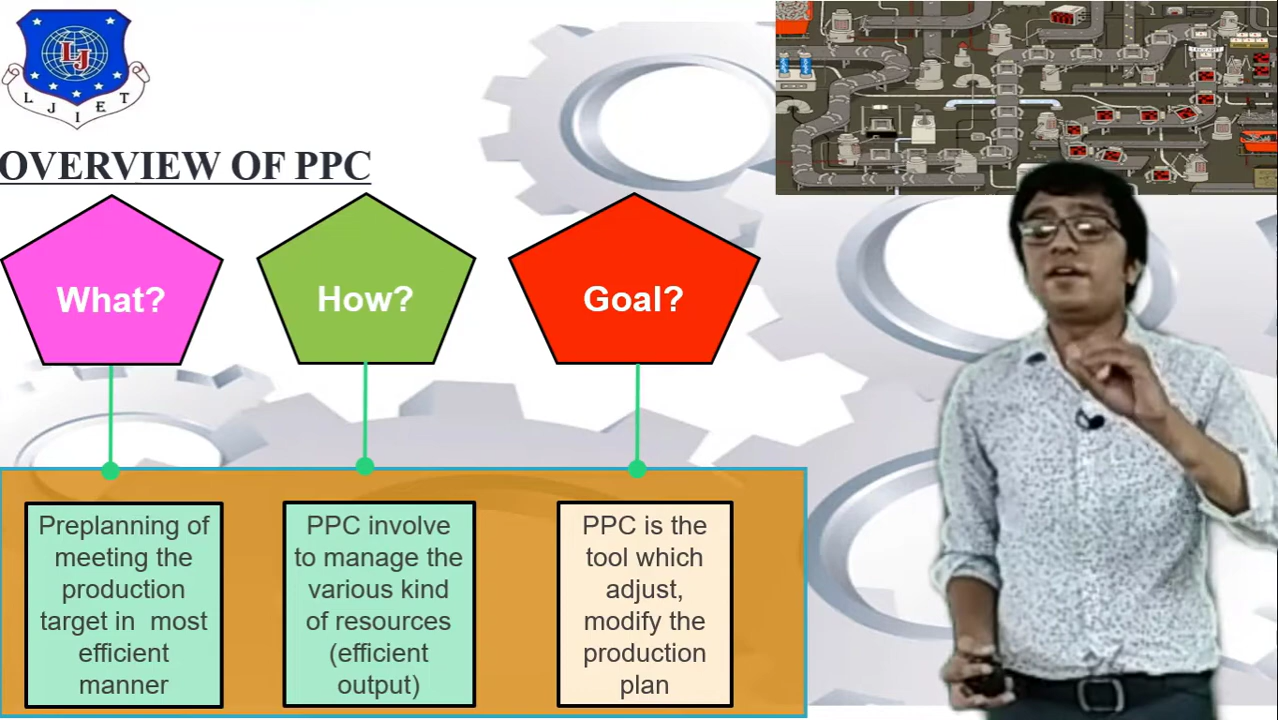 LJ
L J I E T
OVERVIEW OF PPC
What?
How?
Goal?
Preplanning of
meeting the
production
target in  most
efficient
manner
PPC involve
to manage the
various kind
of resources
(efficient
output)
PPC is the
tool which
adjust,
modify the
production
plan